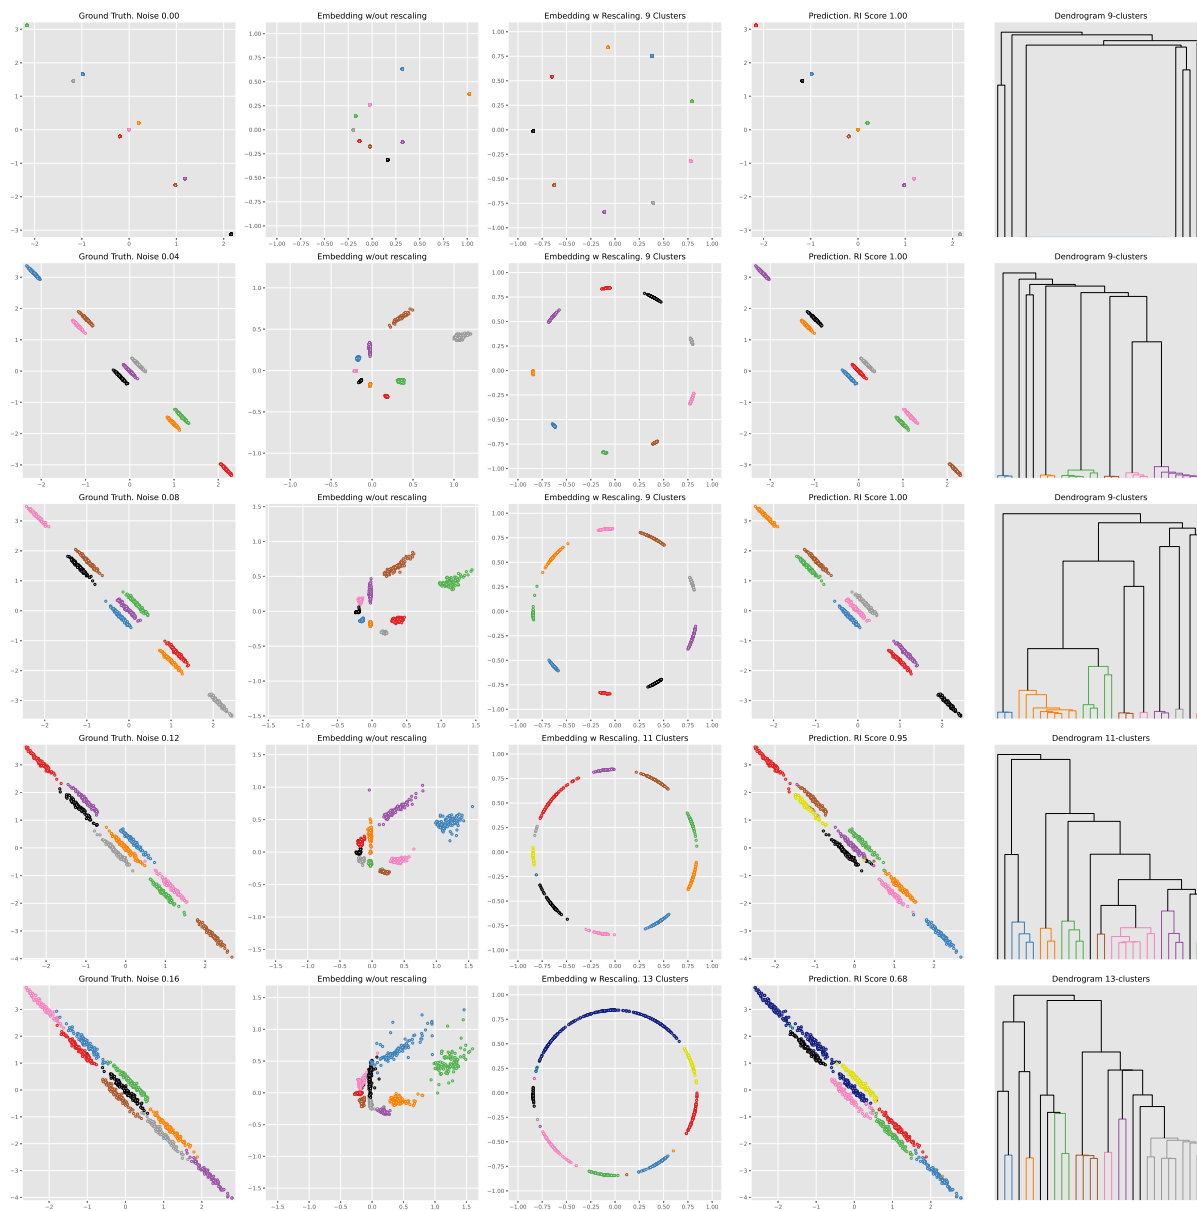 Ground Truth. Noise 0.00
Embedding w/out rescaling
Embedding w Rescaling. 9 Clusters
Prediction. RI Score 1.00
Dendrogram 9-clusters
Ground Truth. Noise 0.04
Embedding w/out rescaling
Embedding w Rescaling. 9 Clusters
Prediction. RI Score 1.00
Dendrogram 9-clusters
Ground Truth. Noise 0.08
Embedding w/out rescaling
Embedding w Rescaling. 9 Clusters
Prediction. RI Score 1.00
Dendrogram 9-clusters
Ground Truth. Noise 0.12
Embedding w/out rescaling
Embedding w Rescaling. 11 Clusters
Prediction. RI Score 0.95
Dendrogram 11-clusters
Ground Truth. Noise 0.16
Embedding w/out rescaling
Embedding w Rescaling. 13 Clusters
Prediction. RI Score 0.68
Dendrogram 13-clusters